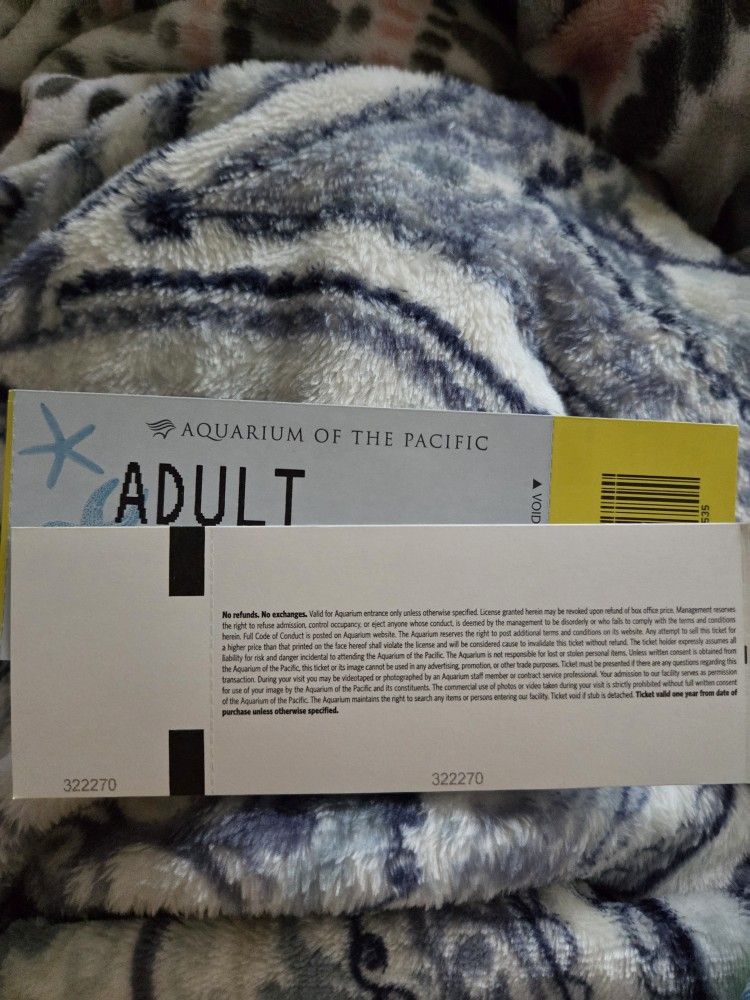 AQUARIUM OF THE PACIFIC
ADULT
▲ VOID
535
No refunds. No exchanges. Valid for Aquarium entrance only unless otherwise specified. License granted herein may be revoked upon refund of box office price. Management reserves
the right to refuse admission, control occupancy, or eject anyone whose conduct, is deemed by the management to be disorderly or who fails to comply with the terms and conditions
herein. Full Code of Conduct is posted on Aquarium website. The Aquarium reserves the right to post additional terms and conditions on its website. Any attempt to sell this ticket for
a higher price than that printed on the face hereof shall violate the license and will be considered cause to invalidate this ticket without refund. The ticket holder expressly assumes all
liability for risk and danger incidental to attending the Aquarium of the Pacific. The Aquarium is not responsible for lost or stolen personal items. Unless written consent is obtained from
the Aquarium of the Pacific, this ticket or its image cannot be used in any advertising, promotion, or other trade purposes. Ticket must be presented if there are any questions regarding this
transaction. During your visit you may be videotaped or photographed by an Aquarium staff member or contract service professional. Your admission to our facility serves as permission
for use of your image by the Aquarium of the Pacific and its constituents. The commercial use of photos or video taken during your visit is strictly prohibited without full written consent
of the Aquarium of the Pacific. The Aquarium maintains the right to search any items or persons entering our facility. Ticket void if stub is detached. Ticket valid one year from date of
purchase unless otherwise specified.
322270
322270